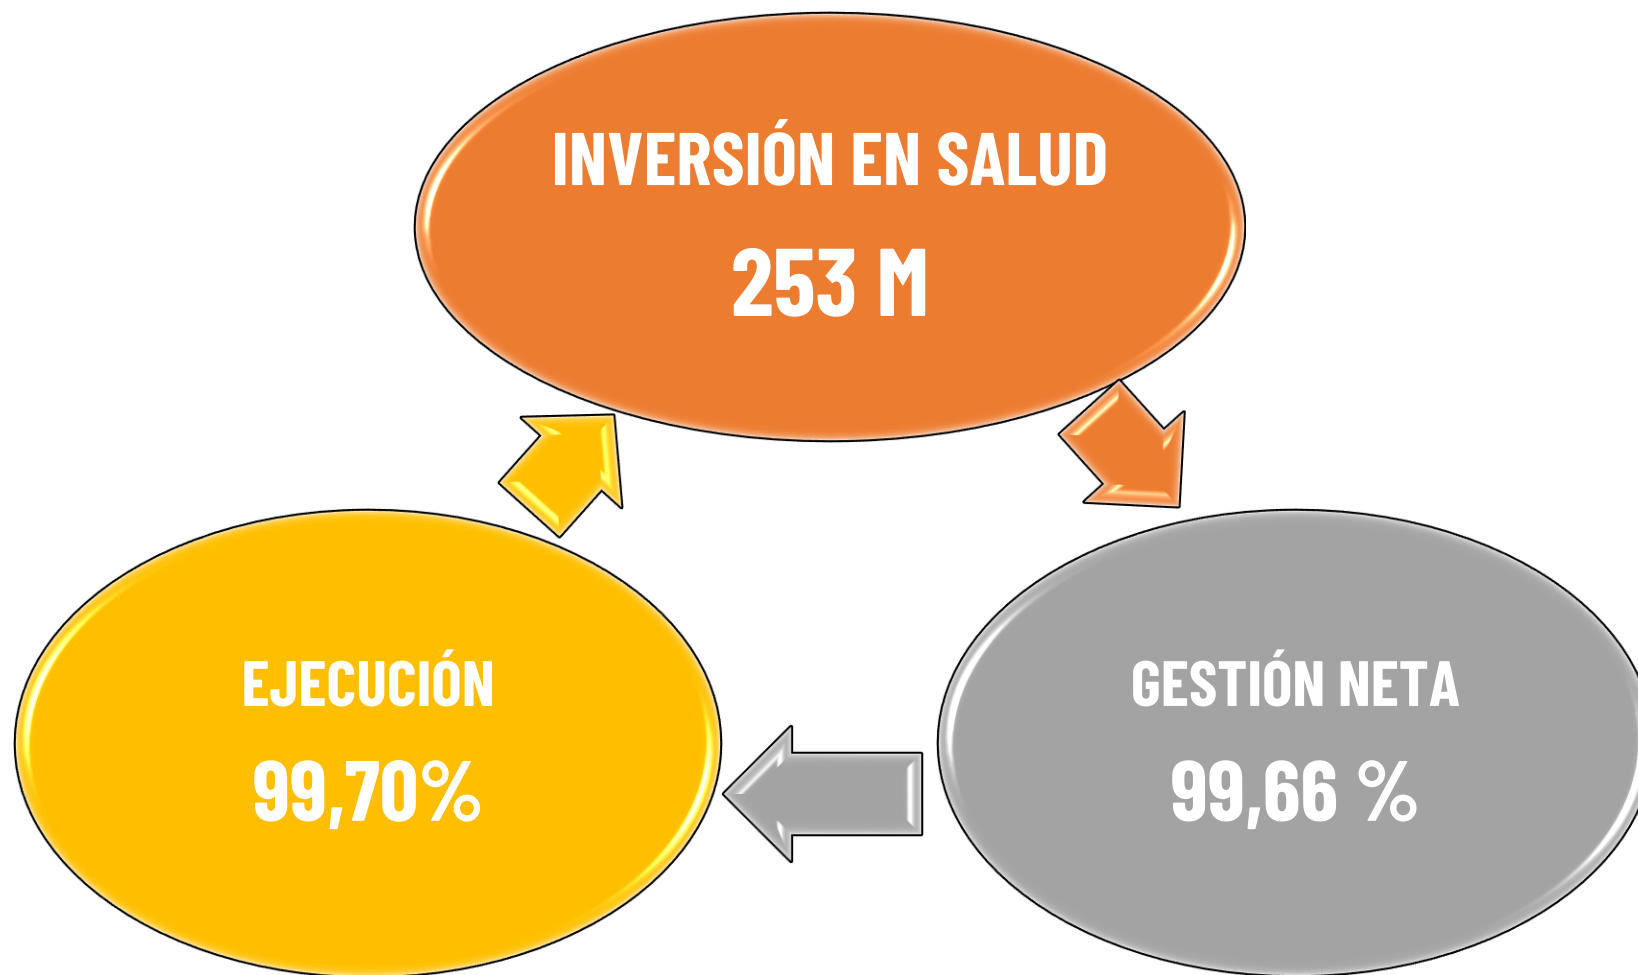 INVERSIÓN EN SALUD
253 M
EJECUCIÓN
99,70%
GESTIÓN NETA
99,66 %